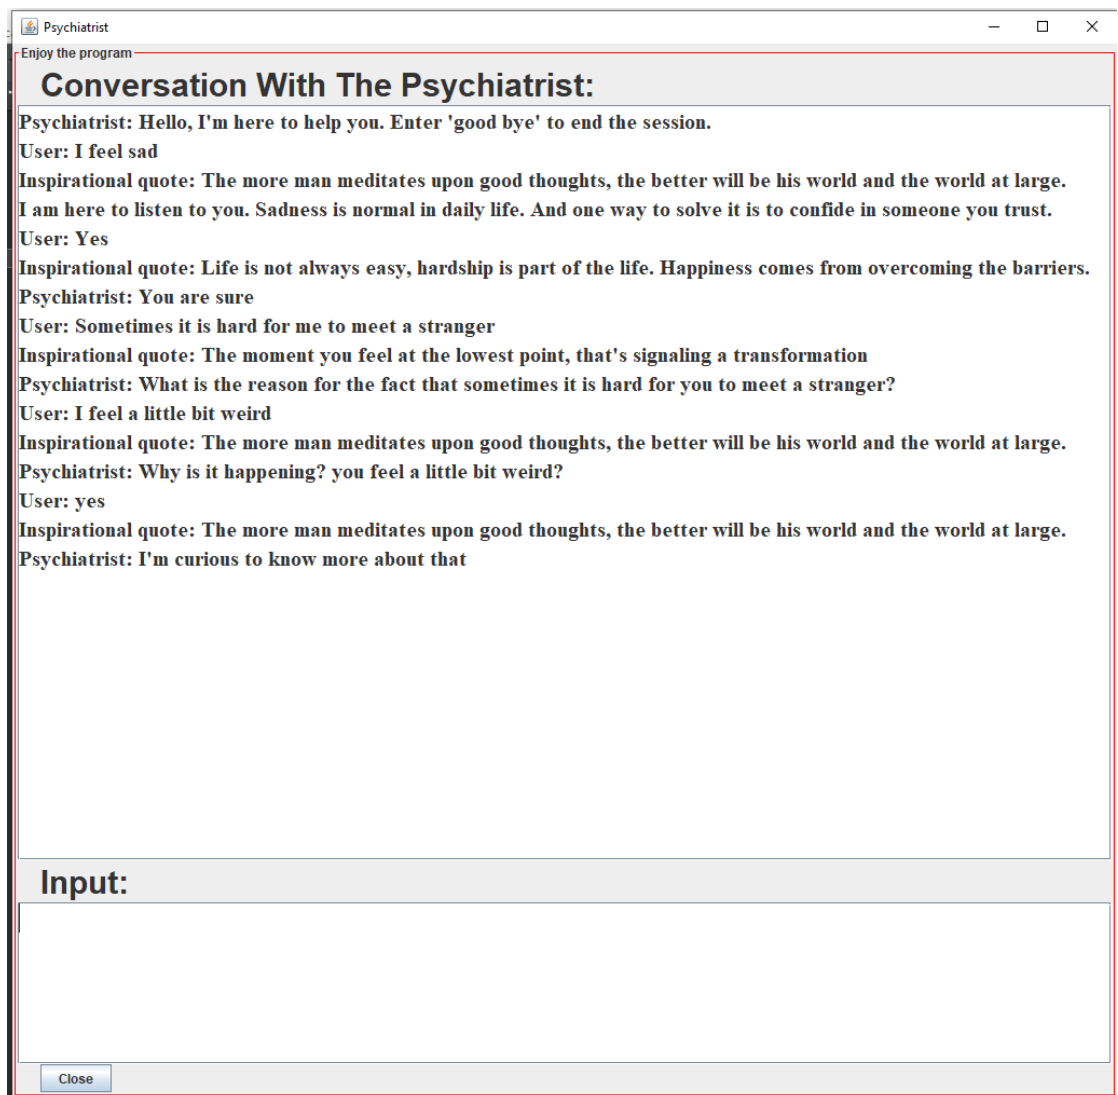 Psychiatrist
Enjoy the program
Conversation With The Psychiatrist:
Psychiatrist: Hello, I'm here to help you. Enter 'good bye' to end the session.
User: I feel sad
Inspirational quote: The more man meditates upon good thoughts, the better will be his world and the world at large.
I am here to listen to you. Sadness is normal in daily life. And one way to solve it is to confide in someone you trust.
User: Yes
Inspirational quote: Life is not always easy, hardship is part of the life. Happiness comes from overcoming the barriers.
Psychiatrist: You are sure
User: Sometimes it is hard for me to meet a stranger
Inspirational quote: The moment you feel at the lowest point, that's signaling a transformation
Psychiatrist: What is the reason for the fact that sometimes it is hard for you to meet a stranger?
User: I feel a little bit weird
Inspirational quote: The more man meditates upon good thoughts, the better will be his world and the world at large.
Psychiatrist: Why is it happening? you feel a little bit weird?
User: yes
Inspirational quote: The more man meditates upon good thoughts, the better will be his world and the world at large.
Psychiatrist: I'm curious to know more about that
Input:
Close